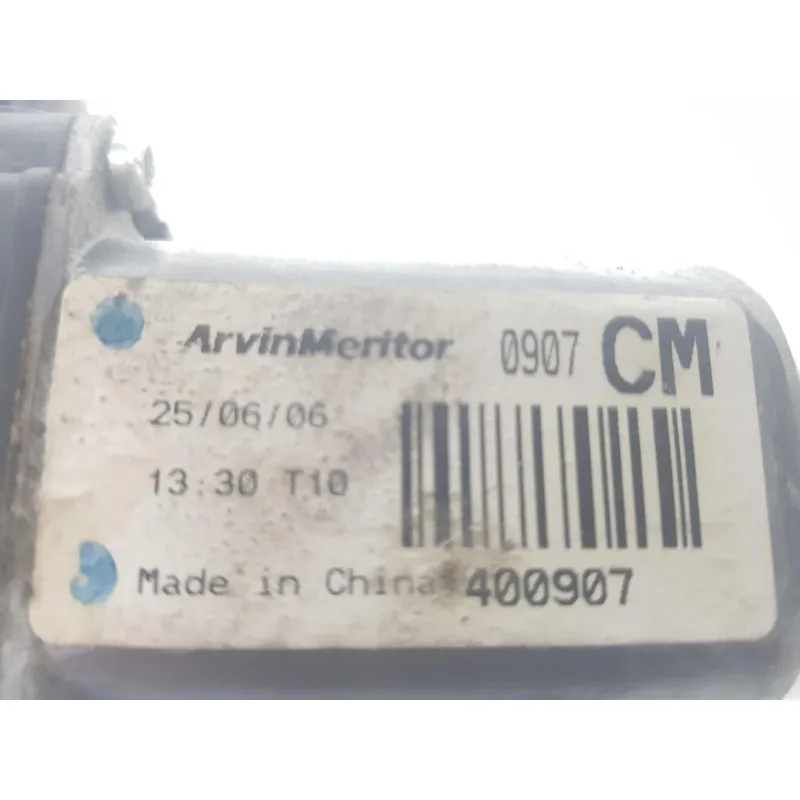 ArvinMeritor 0907 CM
25/06/06
13:30 T10
Made in China 400907